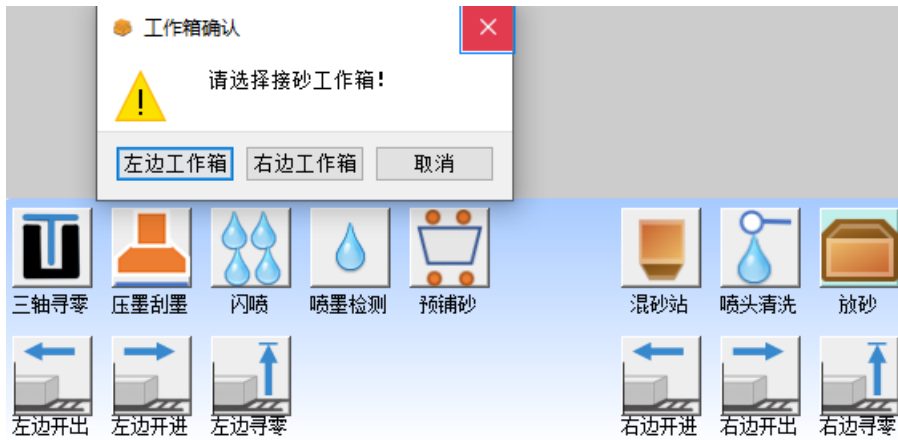 工作箱确认
请选择接砂工作箱!
左边工作箱 右边工作箱 取消
三轴寻零 压墨刮墨 闪喷 喷墨检测 预铺砂 混砂站 喷头清洗 放砂
左边开出 左边开进 左边寻零 右边开进 右边开出 右边寻零